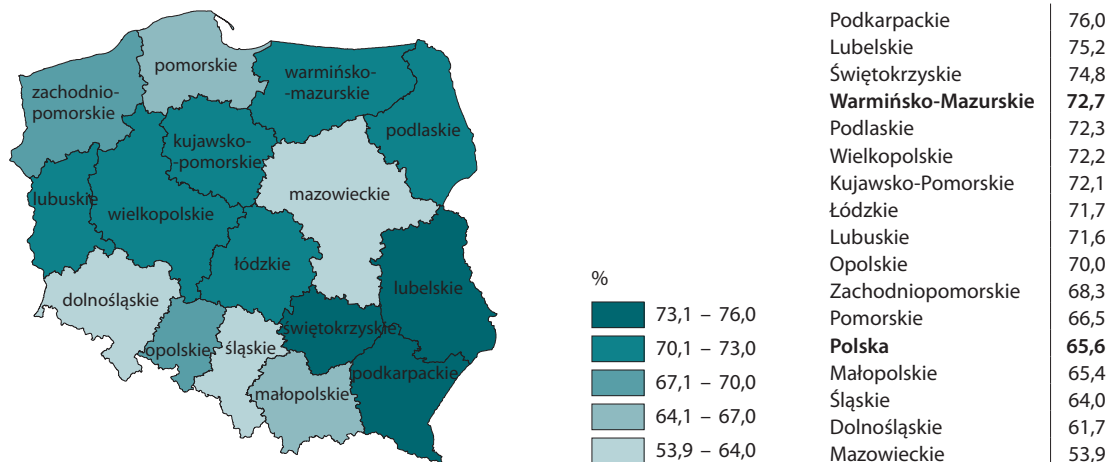 pomorskie
warmińsko-
-mazurskie
zachodnio-
pomorskie
podlaskie
kujawsko-
-pomorskie
mazowieckie
lubuskie
wielkopolskie
łódzkie
lubelskie
dolnośląskie
świętokrzyskie
opolskie
śląskie
podkarpackie
małopolskie
%
73,1 – 76,0
70,1 – 73,0
67,1 – 70,0
64,1 – 67,0
53,9 – 64,0
Podkarpackie 76,0
Lubelskie 75,2
Świętokrzyskie 74,8
Warmińsko-Mazurskie 72,7
Podlaskie 72,3
Wielkopolskie 72,2
Kujawsko-Pomorskie 72,1
Łódzkie 71,7
Lubuskie 71,6
Opolskie 70,0
Zachodniopomorskie 68,3
Pomorskie 66,5
Polska 65,6
Małopolskie 65,4
Śląskie 64,0
Dolnośląskie 61,7
Mazowieckie 53,9